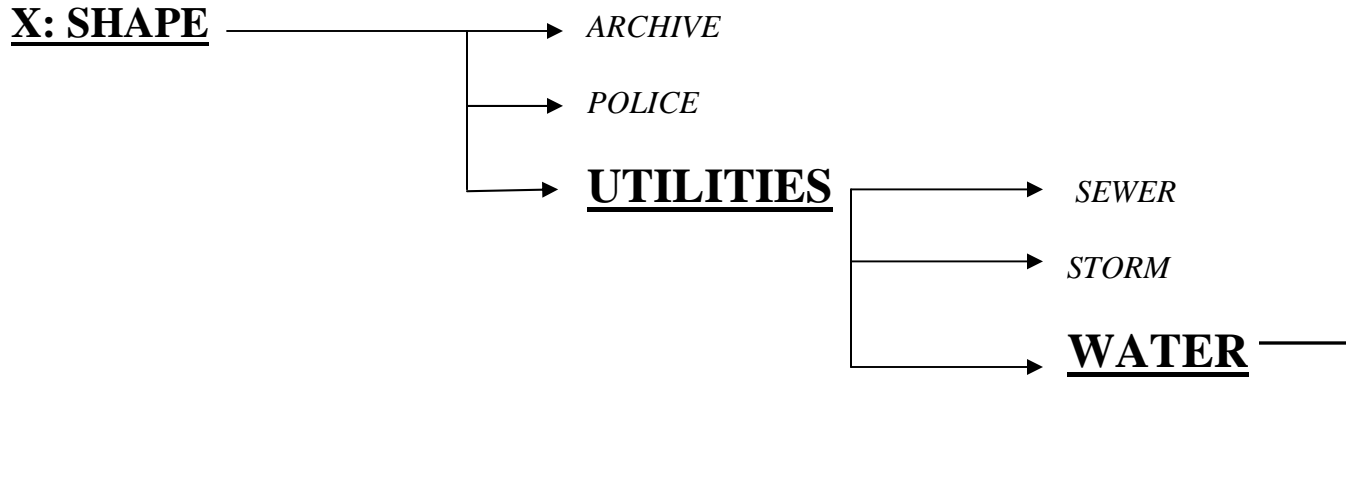 X: SHAPE
ARCHIVE
POLICE
UTILITIES
SEWER
STORM
WATER